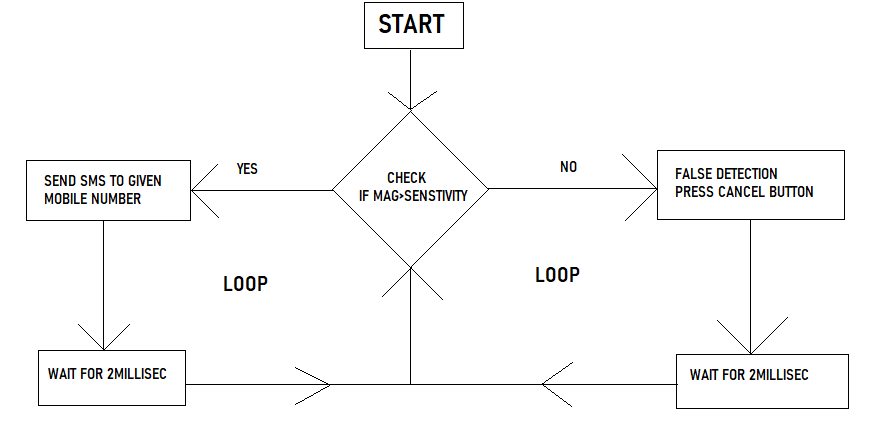 START
YES
NO
CHECK
IF MAG>SENSTIVITY
SEND SMS TO GIVEN
MOBILE NUMBER
FALSE DETECTION
PRESS CANCEL BUTTON
LOOP
LOOP
WAIT FOR 2MILLISEC
WAIT FOR 2MILLISEC